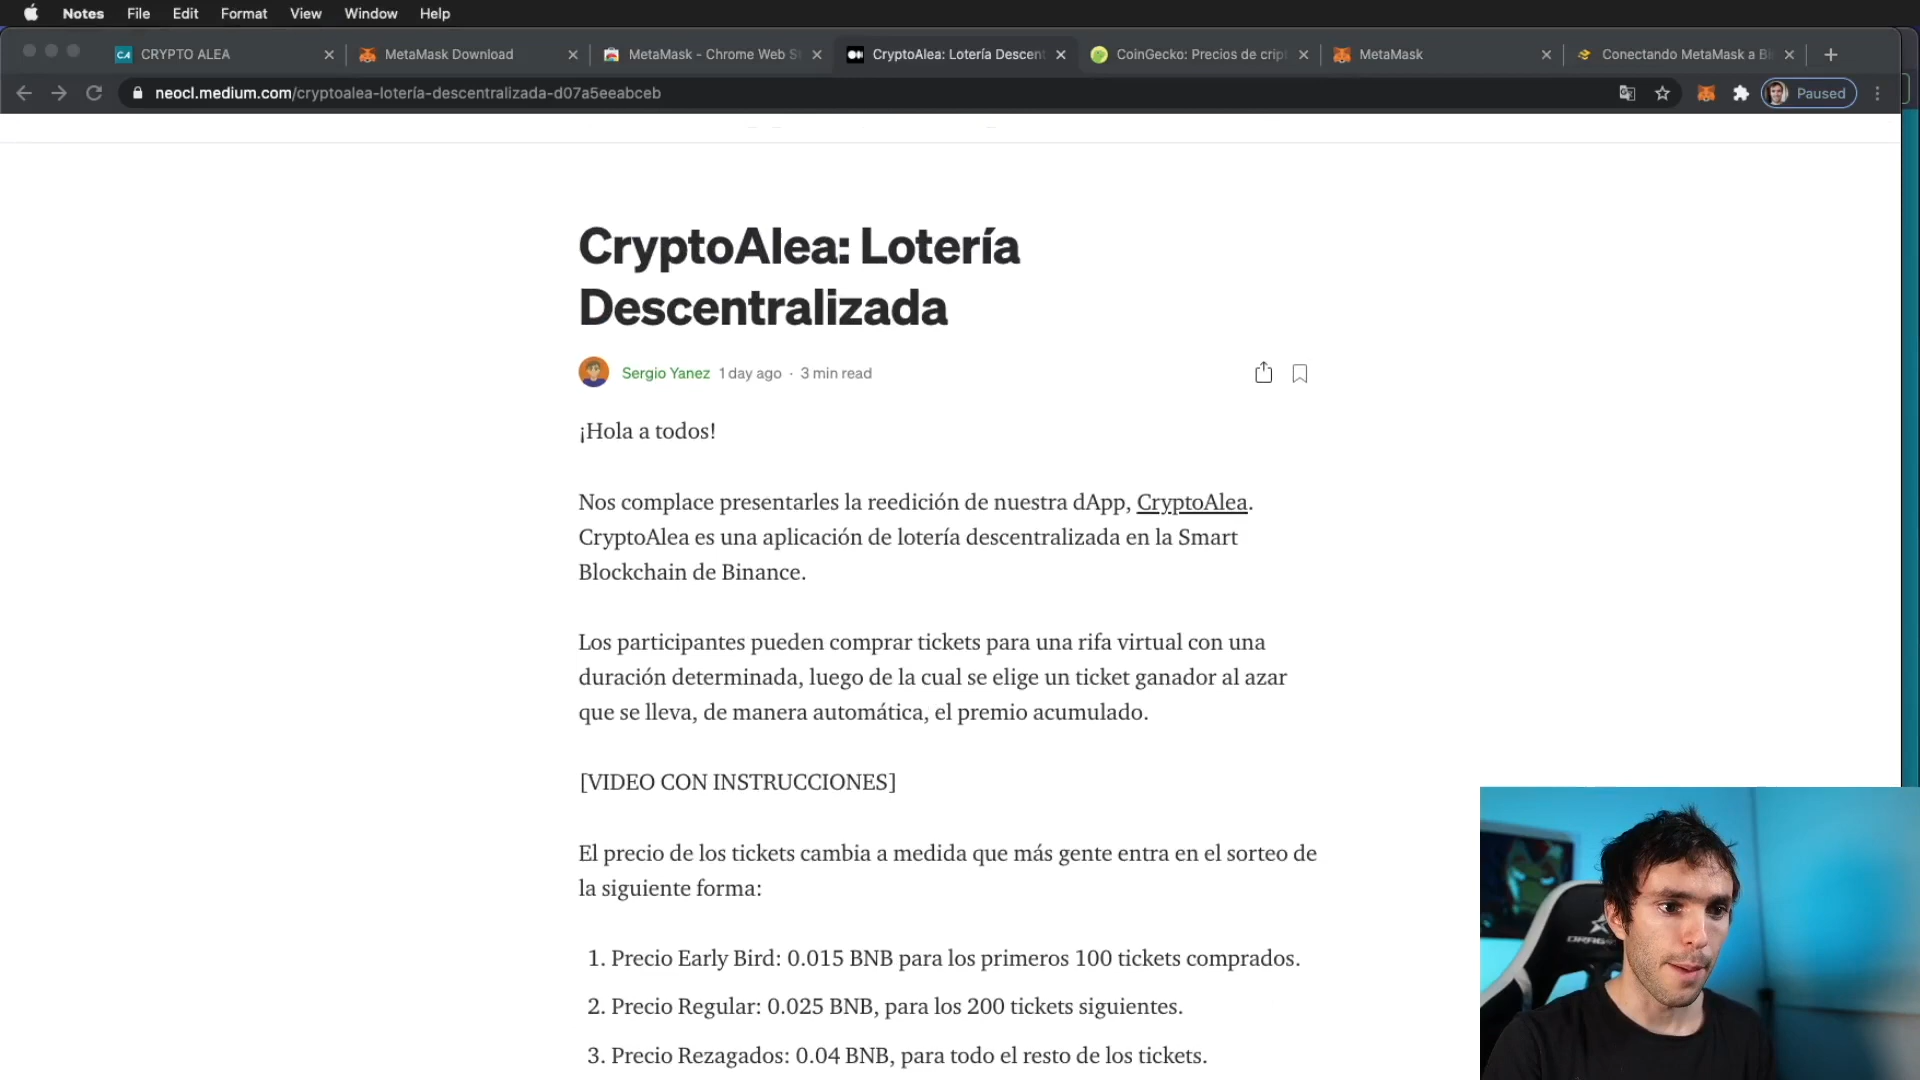 Notes File Edit Format View Window Help
CRYPTO ALEA
MetaMask Download
MetaMask - Chrome Web St
CryptoAlea: Lotería Descent
CoinGecko: Precios de crip
MetaMask
Conectando MetaMask a Bi
neocl.medium.com/cryptoalea-lotería-descentralizada-d07a5eeabceb
Paused
CryptoAlea: Lotería
Descentralizada
Sergio Yanez 1 day ago · 3 min read
¡Hola a todos!
Nos complace presentarles la reedición de nuestra dApp, CryptoAlea.
CryptoAlea es una aplicación de lotería descentralizada en la Smart
Blockchain de Binance.
Los participantes pueden comprar tickets para una rifa virtual con una
duración determinada, luego de la cual se elige un ticket ganador al azar
que se lleva, de manera automática, el premio acumulado.
[VIDEO CON INSTRUCCIONES]
El precio de los tickets cambia a medida que más gente entra en el sorteo de
la siguiente forma:
1. Precio Early Bird: 0.015 BNB para los primeros 100 tickets comprados.
2. Precio Regular: 0.025 BNB, para los 200 tickets siguientes.
3. Precio Rezagados: 0.04 BNB, para todo el resto de los tickets.